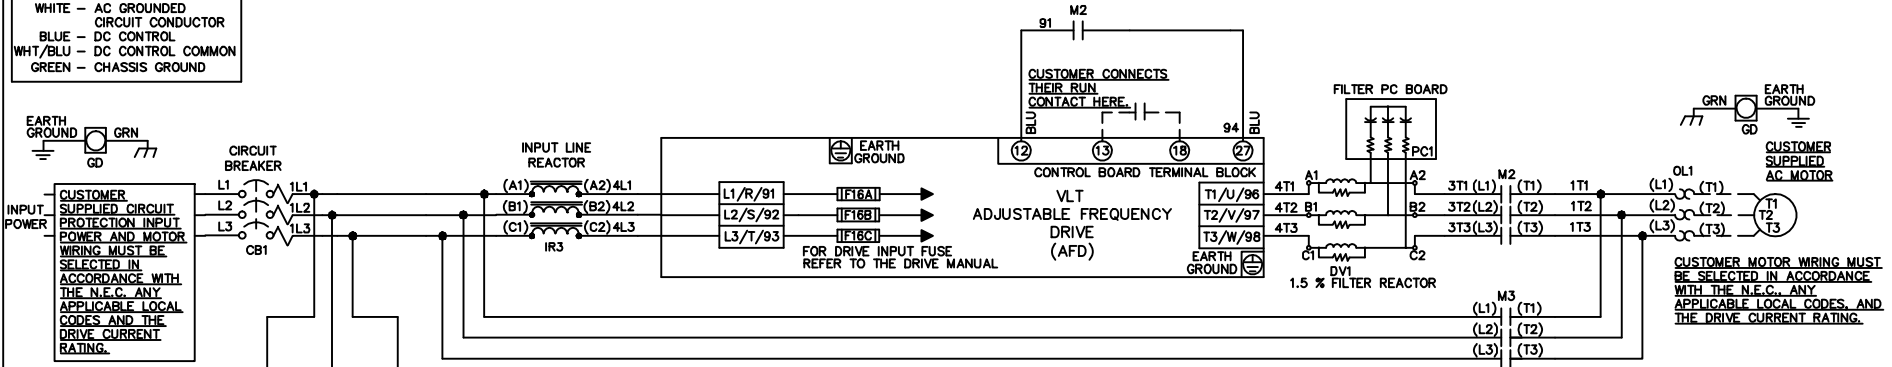 WHITE – AC GROUNDED
CIRCUIT CONDUCTOR
BLUE – DC CONTROL
WHT/BLU – DC CONTROL COMMON
GREEN – CHASSIS GROUND
EARTH
GROUND
GRN
GD
CIRCUIT
BREAKER
INPUT
POWER
CUSTOMER
SUPPLIED CIRCUIT
PROTECTION INPUT
POWER AND MOTOR
WIRING MUST BE
SELECTED IN
ACCORDANCE WITH
THE N.E.C. ANY
APPLICABLE LOCAL
CODES AND THE
DRIVE CURRENT
RATING.
L1 1L1
L2 1L2
L3 1L3
CB1
INPUT LINE
REACTOR
(A1) (A2) 4L1
(B1) (B2) 4L2
(C1) (C2) 4L3
IR3
L1/R/91
L2/S/92
L3/T/93
F16A
F16B
F16C
FOR DRIVE INPUT FUSE
REFER TO THE DRIVE MANUAL
EARTH
GROUND
M2
91
CUSTOMER CONNECTS
THEIR RUN
CONTACT HERE.
BLU
94 BLU
12 13 18 27
CONTROL BOARD TERMINAL BLOCK
VLT
ADJUSTABLE FREQUENCY
DRIVE
(AFD)
T1/U/96
T2/V/97
T3/W/98
EARTH
GROUND
4T1
4T2
4T3
FILTER PC BOARD
PC1
A1 A2
B1 B2
C1 C2
DV1
1.5 % FILTER REACTOR
M2
3T1 (L1) (T1) 1T1
3T2 (L2) (T2) 1T2
3T3 (L3) (T3) 1T3
M3
(L1) (T1)
(L2) (T2)
(L3) (T3)
GRN
EARTH
GROUND
GD
CUSTOMER
SUPPLIED
AC MOTOR
OL1
(L1) (T1)
(L2) (T2)
(L3) (T3)
T1
T2
T3
CUSTOMER MOTOR WIRING MUST
BE SELECTED IN ACCORDANCE
WITH THE N.E.C., ANY
APPLICABLE LOCAL CODES, AND
THE DRIVE CURRENT RATING.